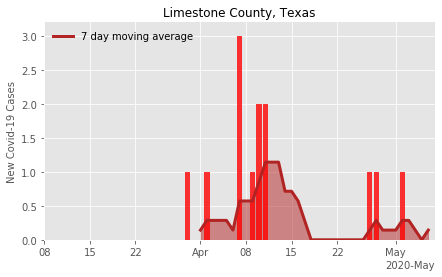 Limestone County, Texas
7 day moving average
New Covid-19 Cases
3.0
2.5
2.0
1.5
1.0
0.5
0.0
08 15 22 Apr 08 15 22 May
2020-May